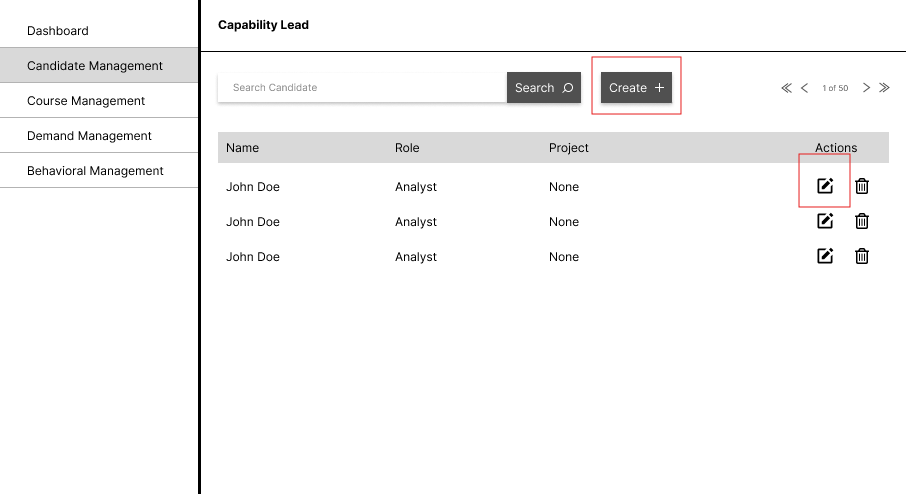 Dashboard
Candidate Management
Course Management
Demand Management
Behavioral Management
Capability Lead
Search Candidate Search Create 1 of 50
Name Role Project Actions
John Doe Analyst None
John Doe Analyst None
John Doe Analyst None